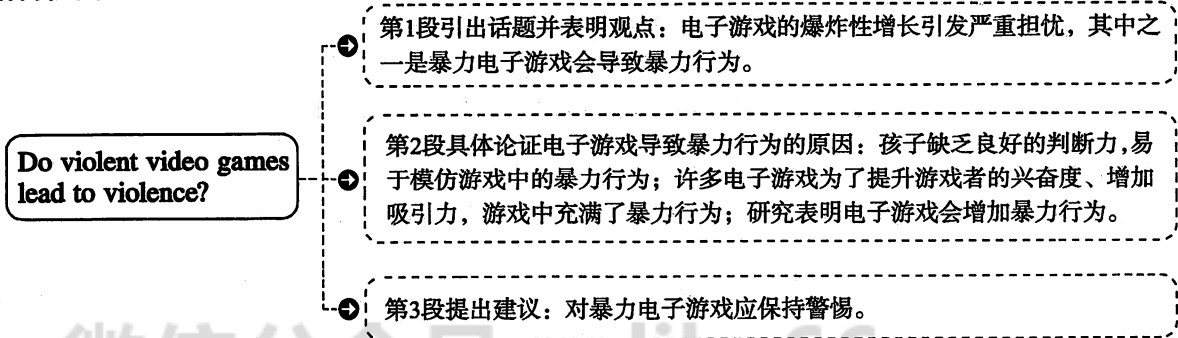 第1段引出话题并表明观点：电子游戏的爆炸性增长引发严重担忧，其中之
一是暴力电子游戏会导致暴力行为。
Do violent video games
lead to violence?
第2段具体论证电子游戏导致暴力行为的原因：孩子缺乏良好的判断力，易
于模仿游戏中的暴力行为；许多电子游戏为了提升游戏者的兴奋度、增加
吸引力，游戏中充满了暴力行为；研究表明电子游戏会增加暴力行为。
第3段提出建议：对暴力电子游戏应保持警惕。